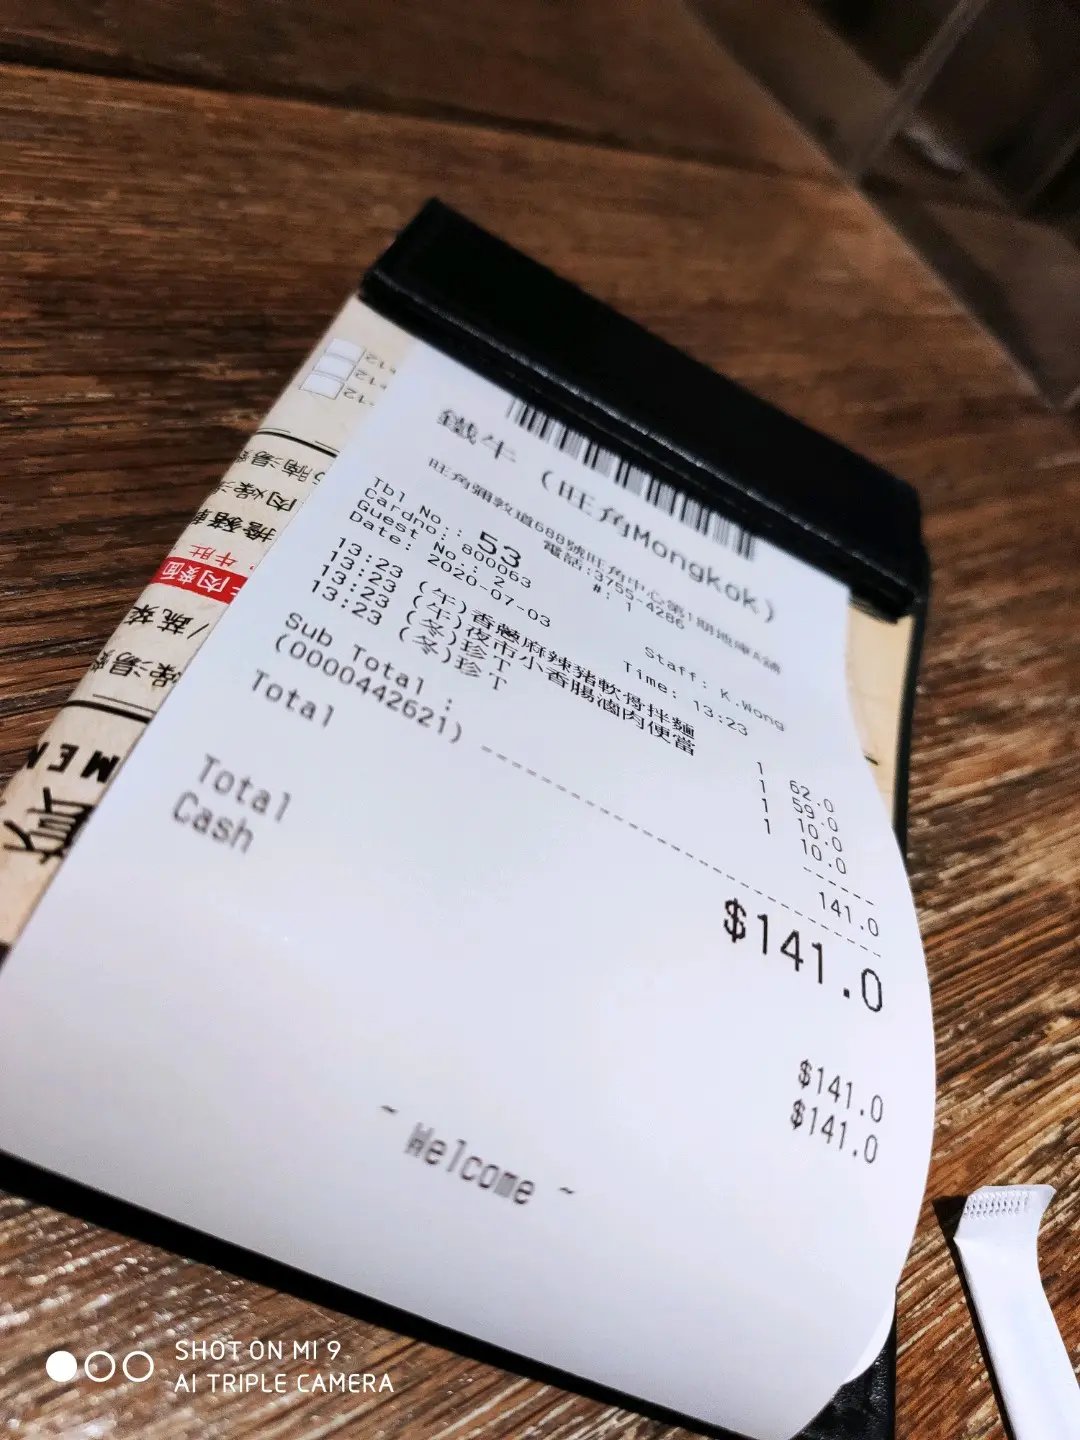 鐵牛 (旺角Mongkok)
旺角彌敦道688號旺角中心第1期地庫A舖
電話:3755-4286
Tbl No.: 53 #: 1
Cardno.: 800063 Staff: K.Wong
Guest No.: 2 Time: 13:23
Date: 2020-07-03
13:23 (午)香蔥麻辣豬軟骨拌麵 1 62.0
13:23 (午)夜市小香腸滷肉便當 1 59.0
13:23 (冬)珍T 1 10.0
13:23 (冬)珍T 1 10.0
Sub Total : 141.0
(0000442621)
Total $141.0
Total $141.0
Cash $141.0
~ Welcome ~
SHOT ON MI 9
AI TRIPLE CAMERA